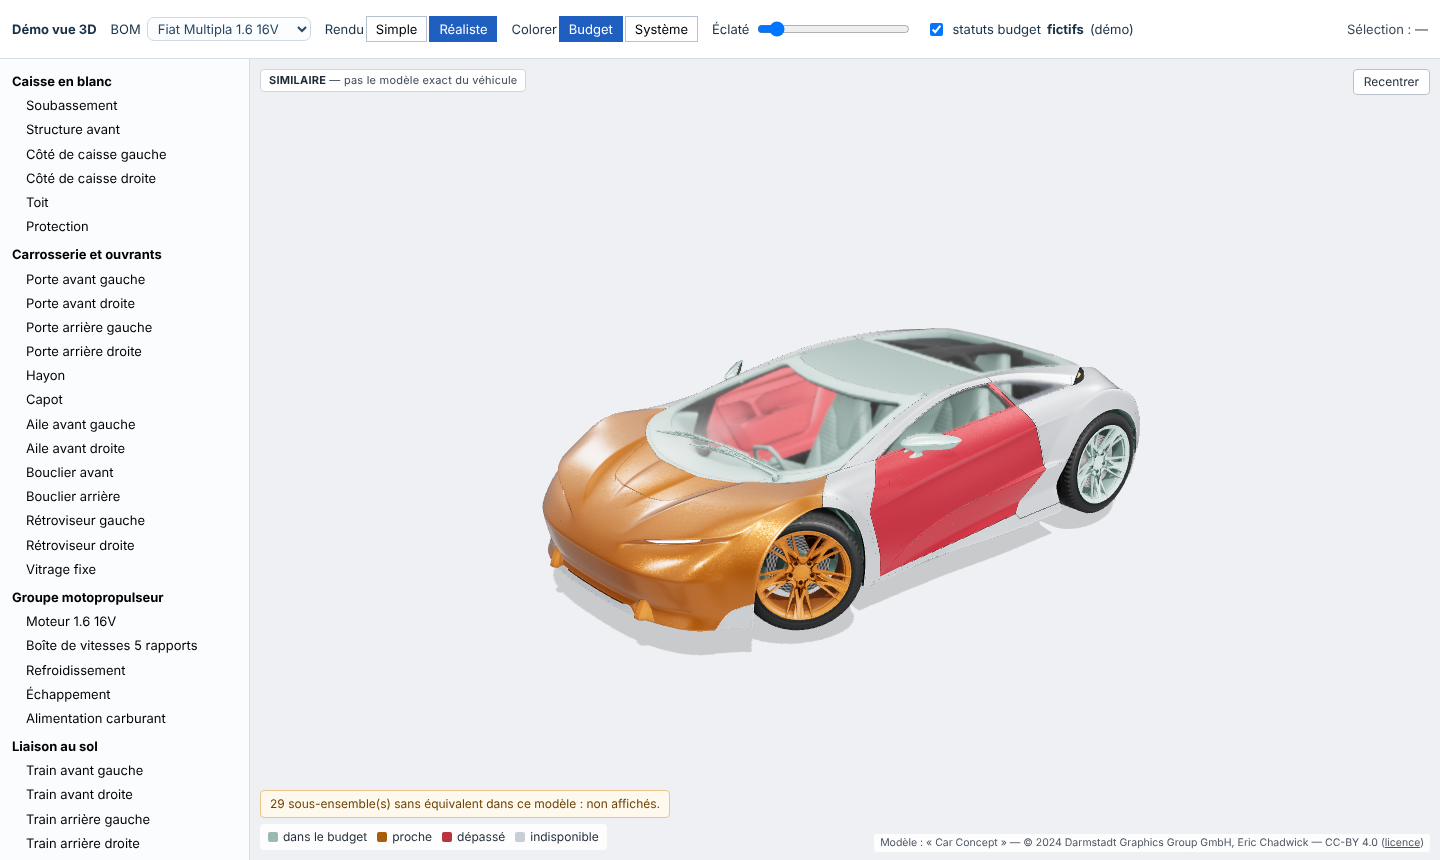 Démo vue 3D BOM Fiat Multipla 1.6 16V Rendu Simple Réaliste Colorer Budget Système Éclaté statuts budget fictifs (démo) Sélection : —
SIMILAIRE — pas le modèle exact du véhicule
Recentrer
Caisse en blanc
Soubassement
Structure avant
Côté de caisse gauche
Côté de caisse droite
Toit
Protection
Carrosserie et ouvrants
Porte avant gauche
Porte avant droite
Porte arrière gauche
Porte arrière droite
Hayon
Capot
Aile avant gauche
Aile avant droite
Bouclier avant
Bouclier arrière
Rétroviseur gauche
Rétroviseur droite
Vitrage fixe
Groupe motopropulseur
Moteur 1.6 16V
Boîte de vitesses 5 rapports
Refroidissement
Échappement
Alimentation carburant
Liaison au sol
Train avant gauche
Train avant droite
Train arrière gauche
Train arrière droite
29 sous-ensemble(s) sans équivalent dans ce modèle : non affichés.
dans le budget proche dépassé indisponible
Modèle : « Car Concept » — © 2024 Darmstadt Graphics Group GmbH, Eric Chadwick — CC-BY 4.0 (licence)